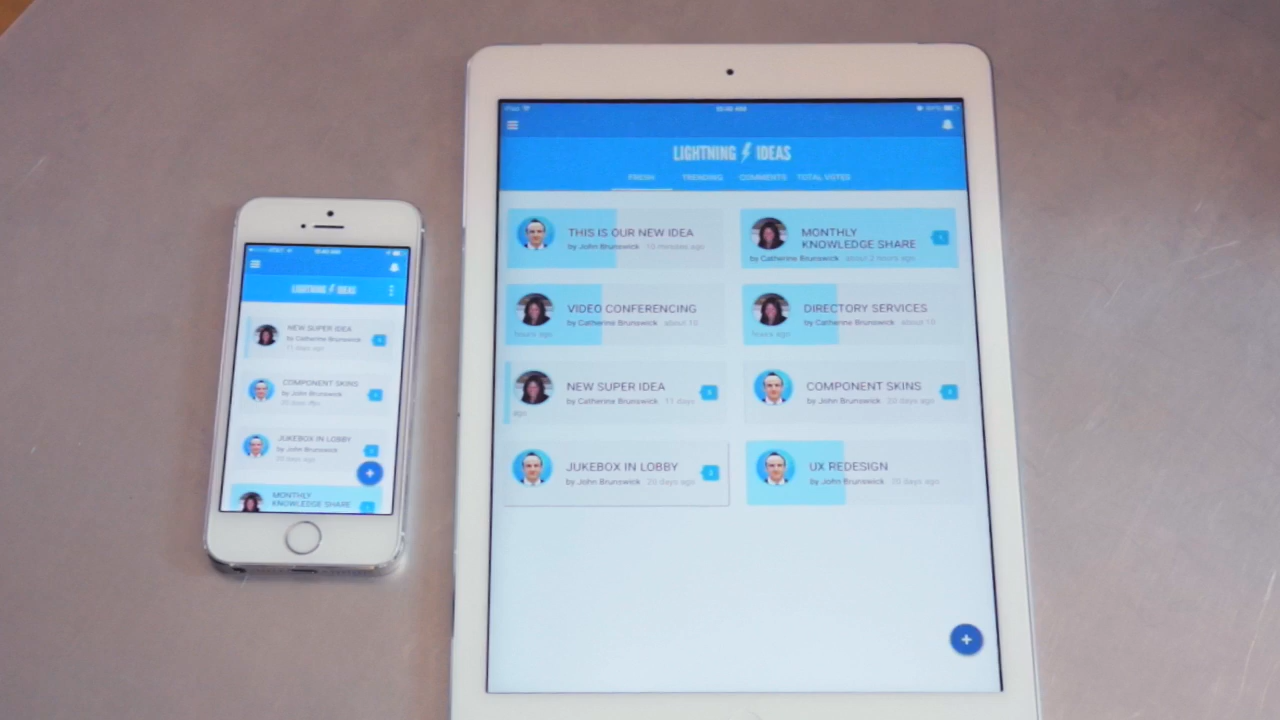 LIGHTNING IDEAS
NEW SUPER IDEA
by Catherine Brunswick
11 days ago
COMPONENT SKINS
by John Brunswick
20 days ago
JUKEBOX IN LOBBY
by John Brunswick
20 days ago
MONTHLY
KNOWLEDGE SHARE
iPad
10:40 AM
LIGHTNING IDEAS
FRESH TRENDING COMMENTS TOTAL VOTES
THIS IS OUR NEW IDEA
by John Brunswick 10 minutes ago
MONTHLY
KNOWLEDGE SHARE
by Catherine Brunswick about 2 hours ago
VIDEO CONFERENCING
by Catherine Brunswick about 10
hours ago
DIRECTORY SERVICES
by Catherine Brunswick about 10
hours ago
NEW SUPER IDEA
by Catherine Brunswick 11 days
ago
COMPONENT SKINS
by John Brunswick 20 days ago
JUKEBOX IN LOBBY
by John Brunswick 20 days ago
UX REDESIGN
by John Brunswick days ago